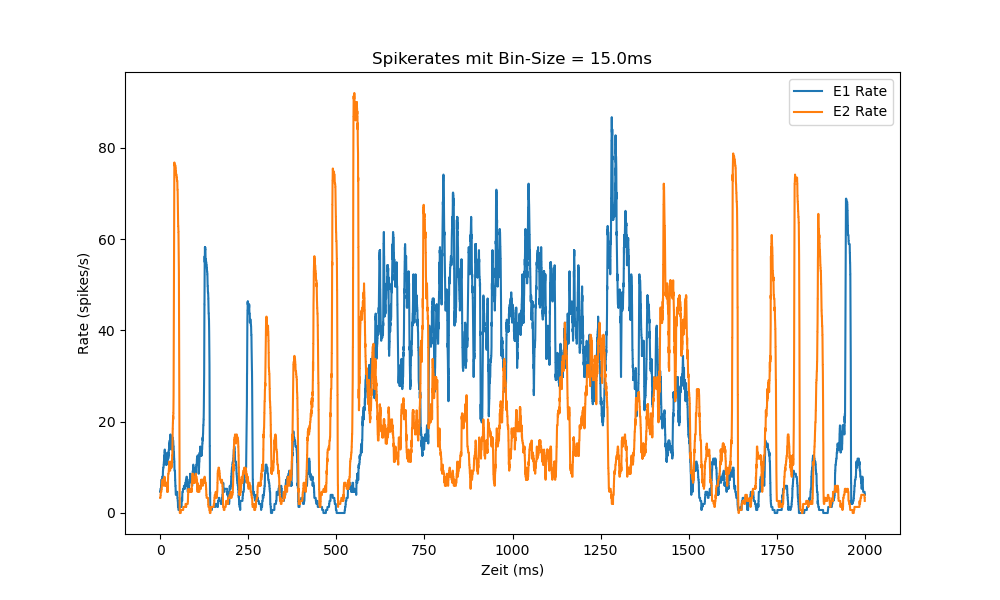 Spikerates mit Bin-Size = 15.0ms
E1 Rate
E2 Rate
Rate (spikes/s)
80
60
40
20
0
0 250 500 750 1000 1250 1500 1750 2000
Zeit (ms)